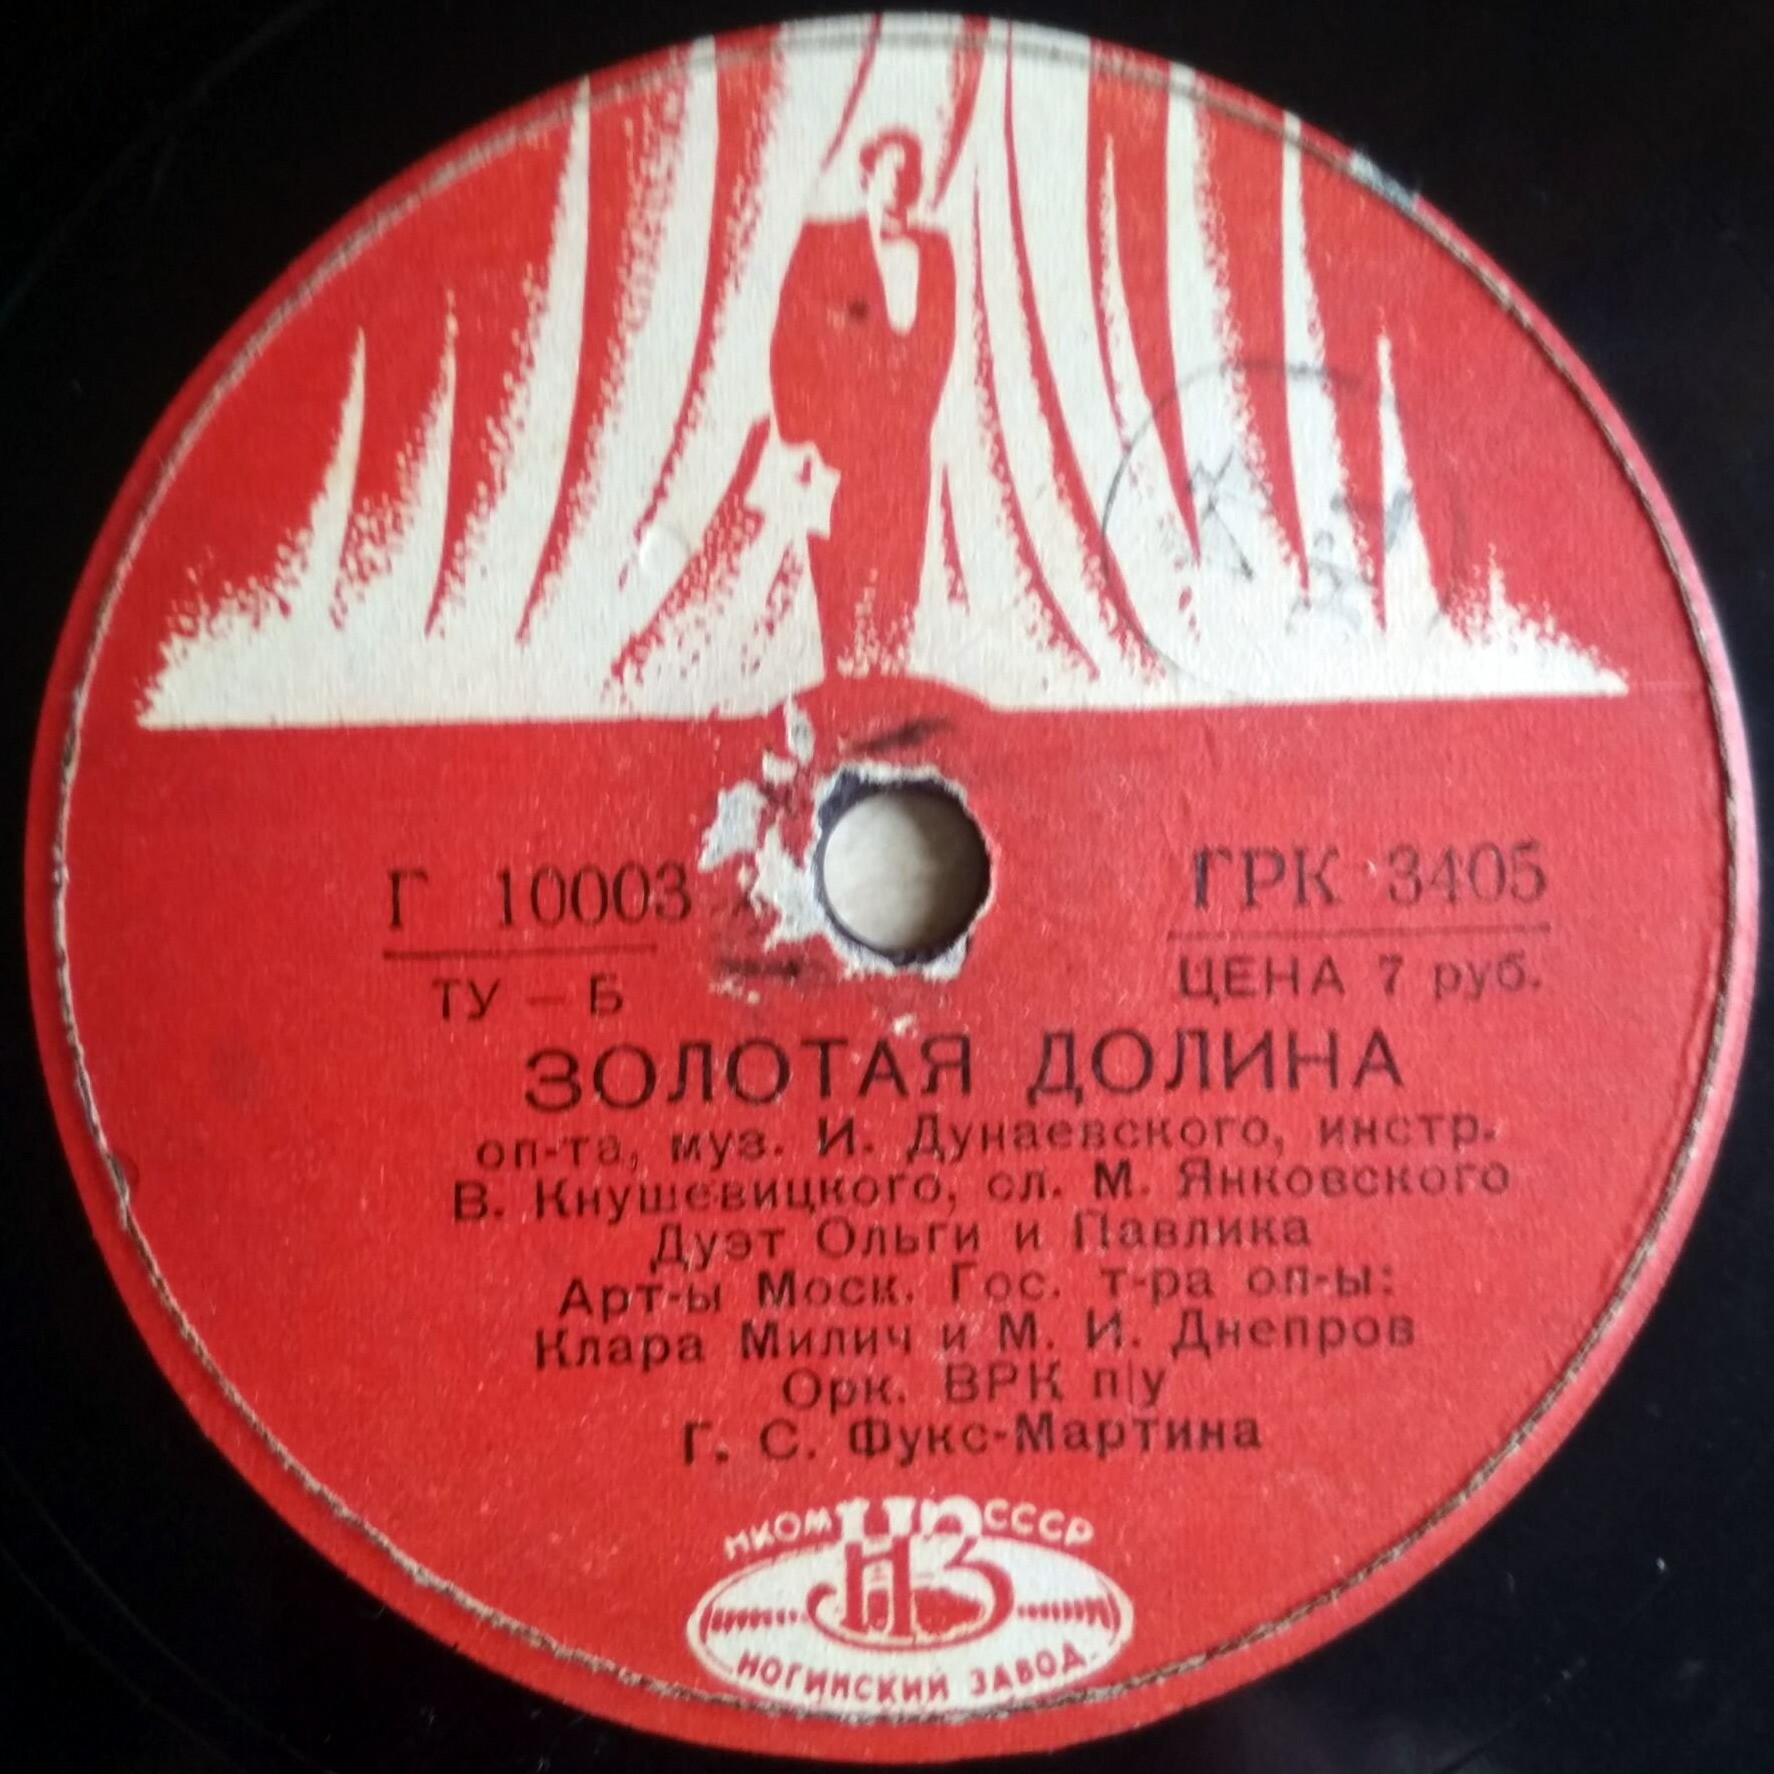 Г 10003
ТУ – Б
ГРК 3405
ЦЕНА 7 руб.
ЗОЛОТАЯ ДОЛИНА
оп-та, муз. И. Дунаевского, инстр.
В. Кнушевицкого, сл. М. Янковского
Дуэт Ольги и Павлика
Арт-ы Моск. Гос. т-ра оп-ы:
Клара Милич и М. И. Днепров
Орк. ВРК п/у
Г. С. Фукс-Мартина
НКОМ НЗ СССР
НОГИНСКИЙ ЗАВОД